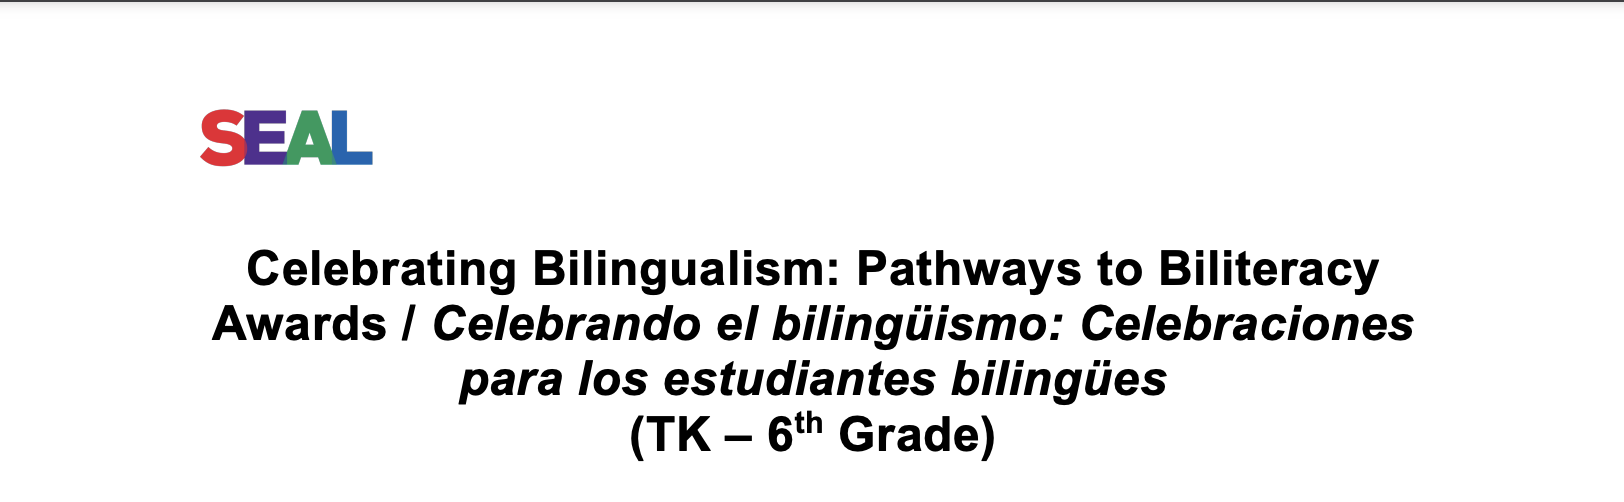 SEAL
Celebrating Bilingualism: Pathways to Biliteracy
Awards / Celebrando el bilingüismo: Celebraciones
para los estudiantes bilingües
(TK – 6th Grade)